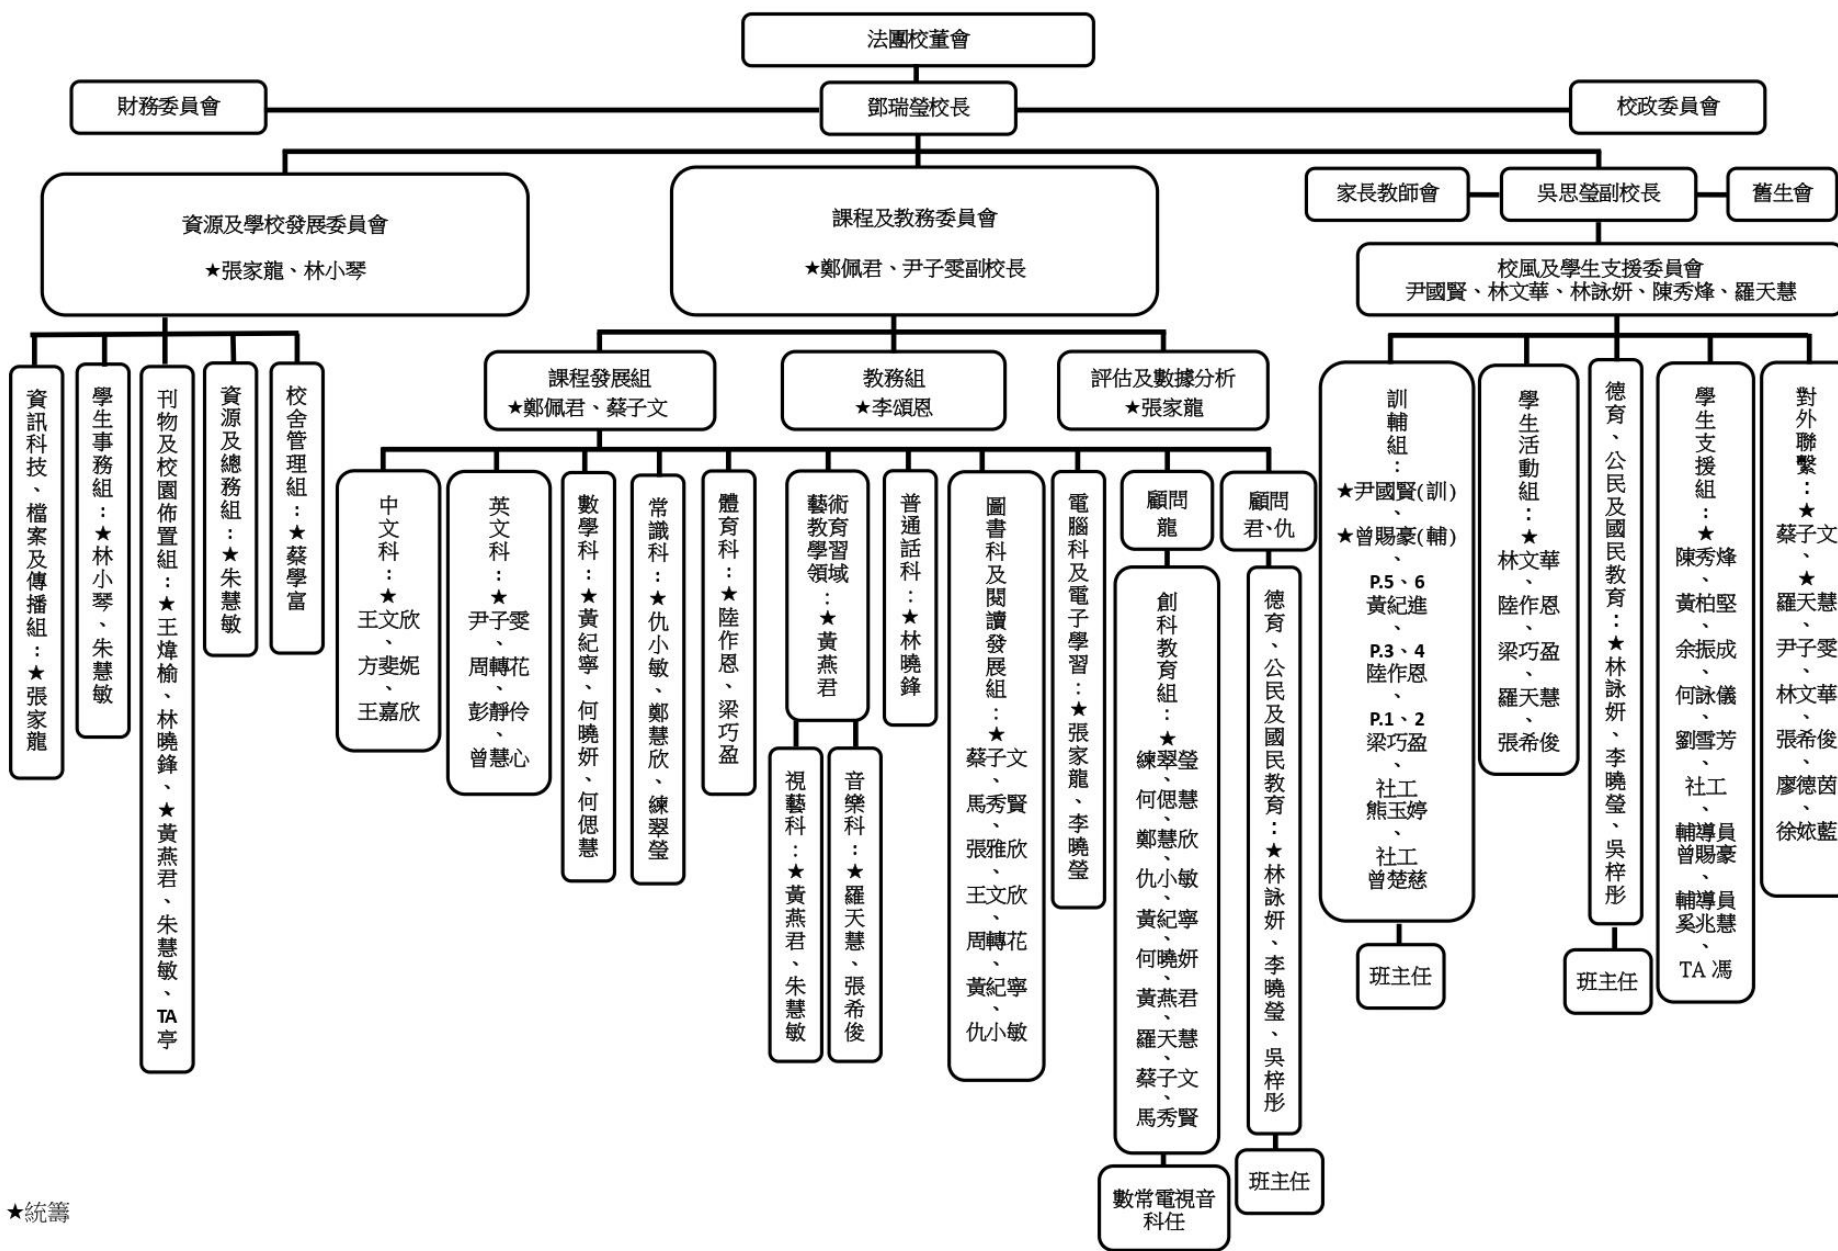 法團校董會
財務委員會
鄧瑞瑩校長
校政委員會
資源及學校發展委員會
★張家龍、林小琴
課程及教務委員會
★鄭佩君、尹子雯副校長
家長教師會
吳思瑩副校長
舊生會
校風及學生支援委員會
尹國賢、林文華、林詠妍、陳秀烽、羅天慧
資訊科技、檔案及傳播組：★張家龍
學生事務組：★林小琴、朱慧敏
刊物及校園佈置組：★王煒榆、林曉鋒、★黃燕君、朱慧敏、TA亭
資源及總務組：★朱慧敏
校舍管理組：★蔡學富
課程發展組
★鄭佩君、蔡子文
教務組
★李頌恩
評估及數據分析
★張家龍
中文科：★王文欣、方斐妮、王嘉欣
英文科：★尹子雯、周轉花、彭靜伶、曾慧心
數學科：★黃紀寧、何曉妍、何偲慧
常識科：★仇小敏、鄭慧欣、練翠瑩
體育科：★陸作恩、梁巧盈
藝術教育學習領域：★黃燕君
視藝科：★黃燕君、朱慧敏
音樂科：★羅天慧、張希俊
普通話科：★林曉鋒
圖書科及閱讀發展組：★蔡子文、馬秀賢、張雅欣、王文欣、周轉花、黃紀寧、仇小敏
電腦科及電子學習：★張家龍、李曉瑩
顧問
龍
創科教育組：★練翠瑩、何偲慧、鄭慧欣、仇小敏、黃紀寧、何曉妍、黃燕君、羅天慧、蔡子文、馬秀賢
數常電視音
科任
顧問
君、仇
德育、公民及國民教育：★林詠妍、李曉瑩、吳梓彤
班主任
訓輔組：
★尹國賢(訓)、
★曾賜豪(輔)、
P.5、6
黃紀進、
P.3、4
陸作恩、
P.1、2
梁巧盈、
社工
熊玉婷、
社工
曾楚慈
班主任
學生活動組：★林文華、陸作恩、梁巧盈、羅天慧、張希俊
德育、公民及國民教育：★林詠妍、李曉瑩、吳梓彤
班主任
學生支援組：★陳秀烽、黃柏堅、余振成、何詠儀、劉雪芳、社工、輔導員曾賜豪、輔導員奚兆慧、TA馮
對外聯繫：★蔡子文、★羅天慧、尹子雯、林文華、張希俊、廖德茵、徐婔藍
★統籌